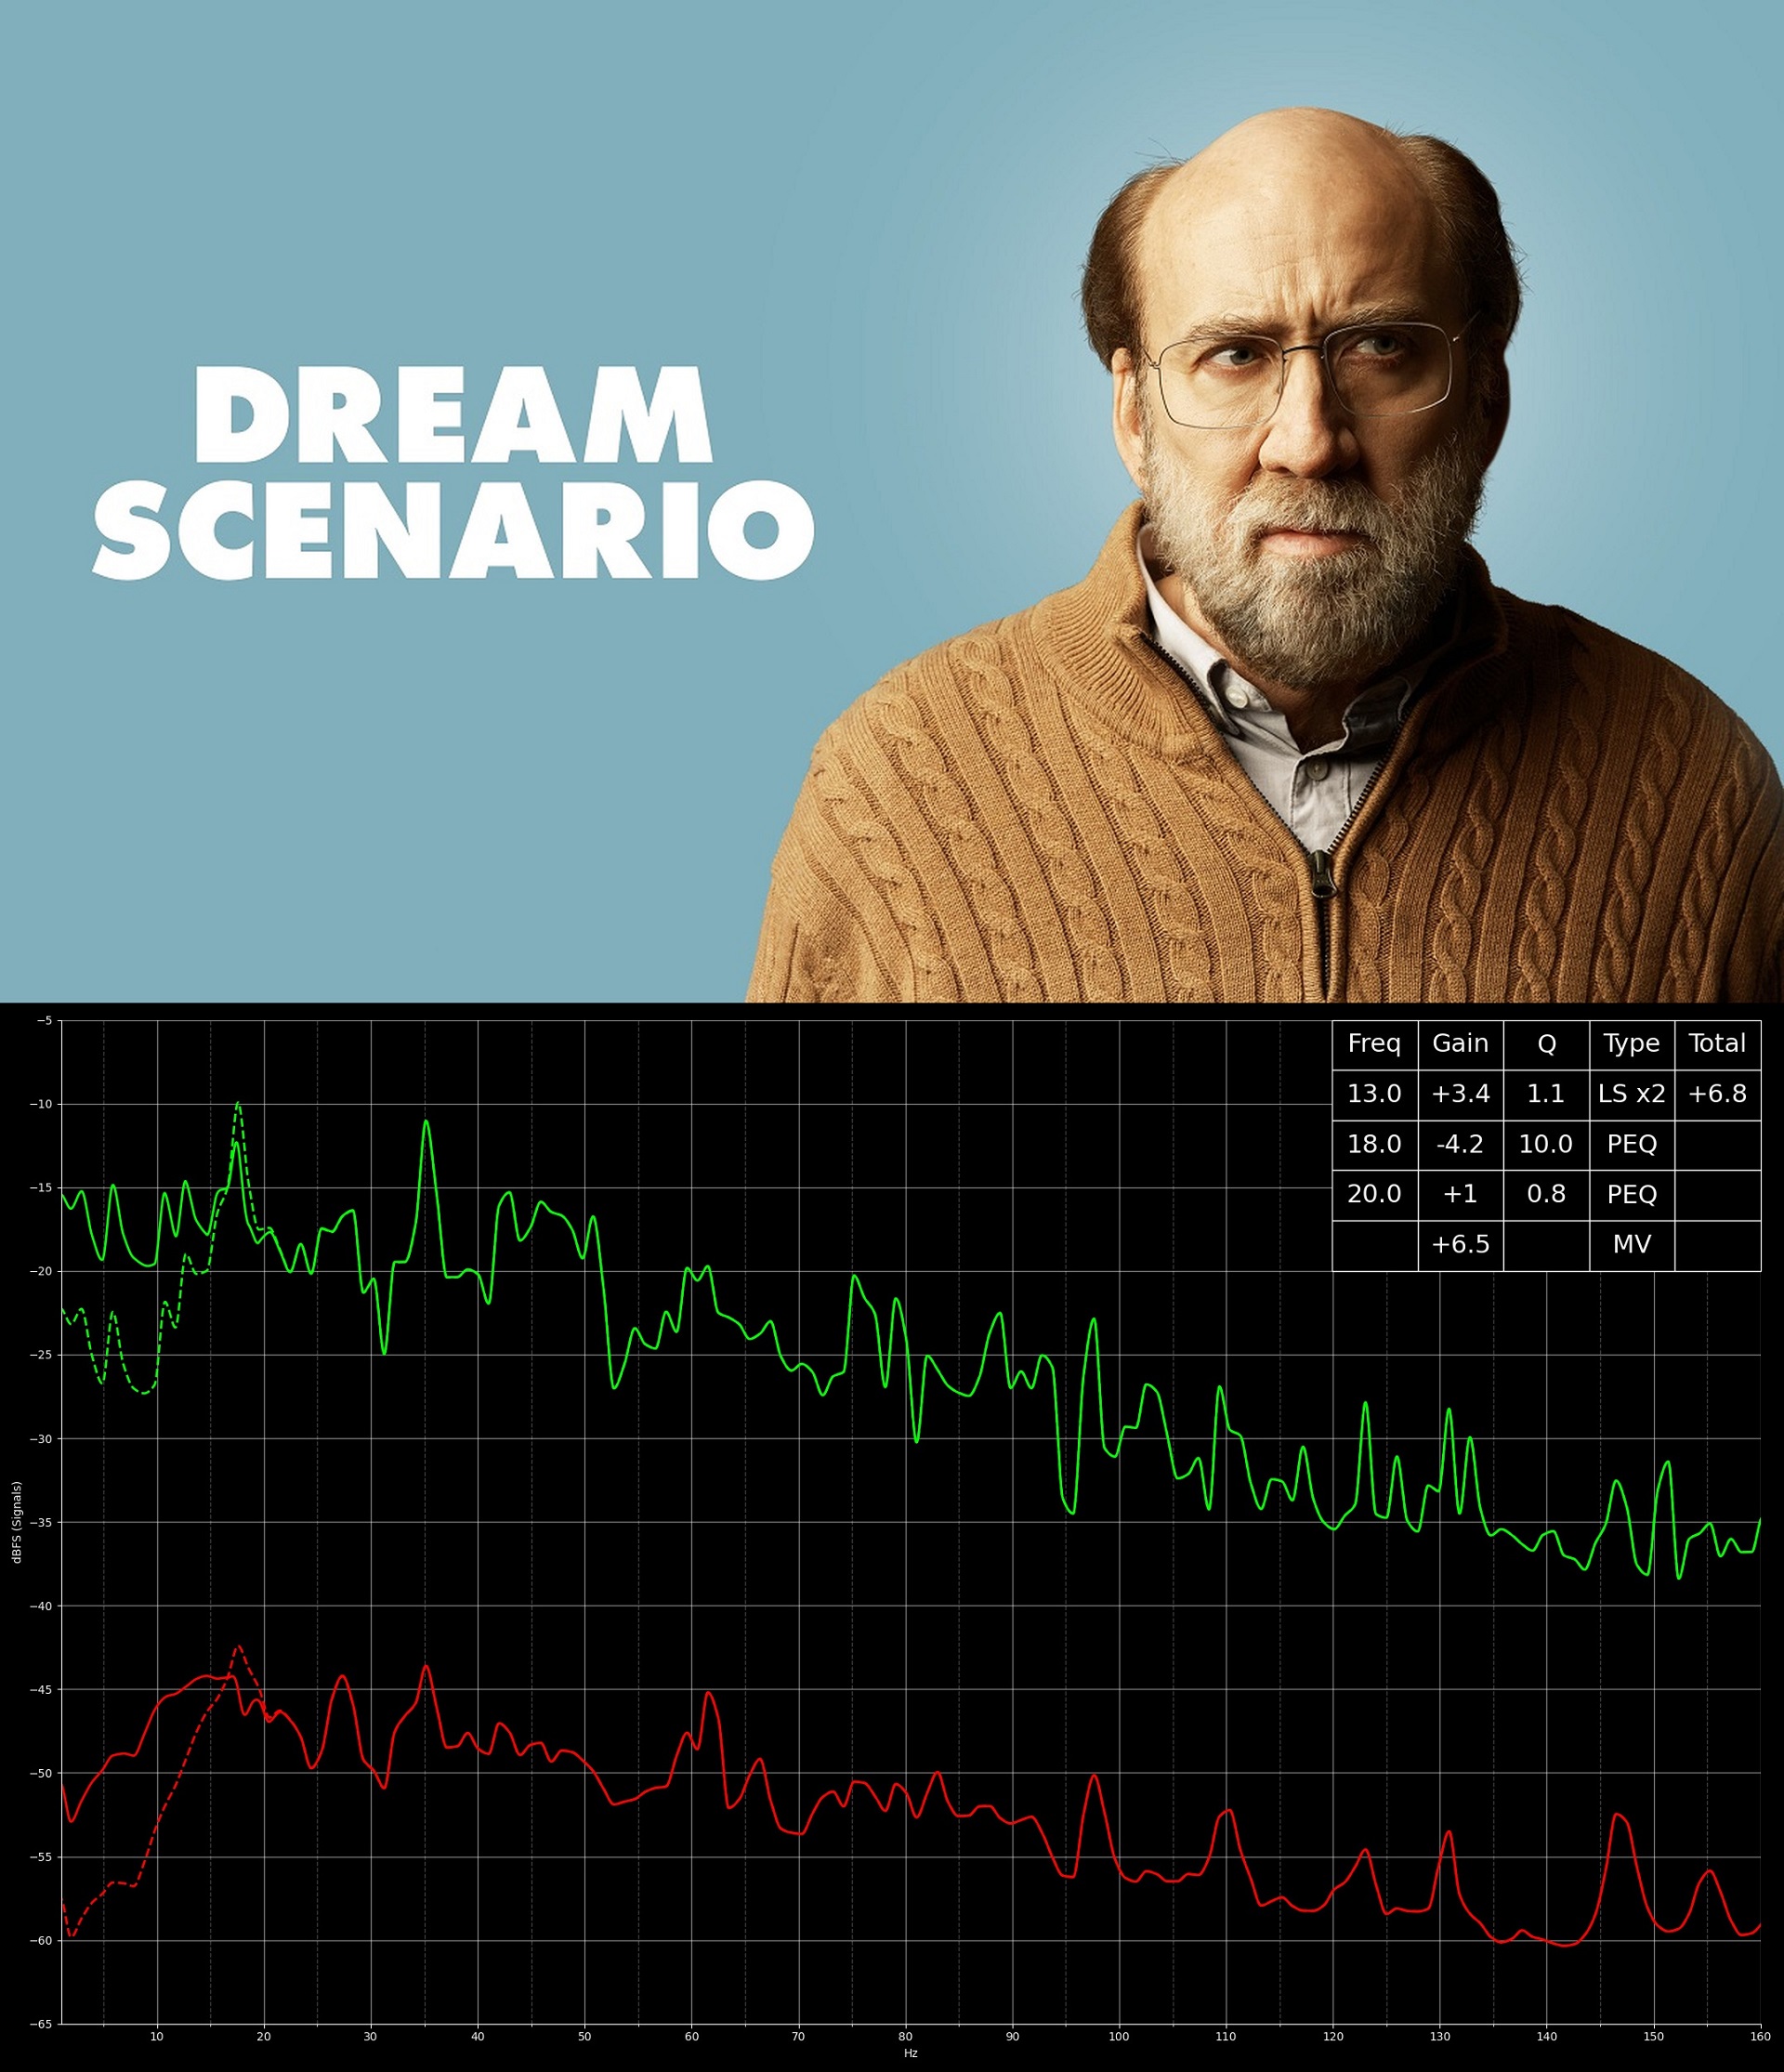 DREAM
SCENARIO
Freq Gain Q Type Total
13.0 +3.4 1.1 LS x2 +6.8
18.0 -4.2 10.0 PEQ
20.0 +1 0.8 PEQ
+6.5 MV
−5
−10
−15
−20
−25
−30
−35
−40
−45
−50
−55
−60
−65
dBFS (Signals)
10 20 30 40 50 60 70 80 90 100 110 120 130 140 150 160
Hz